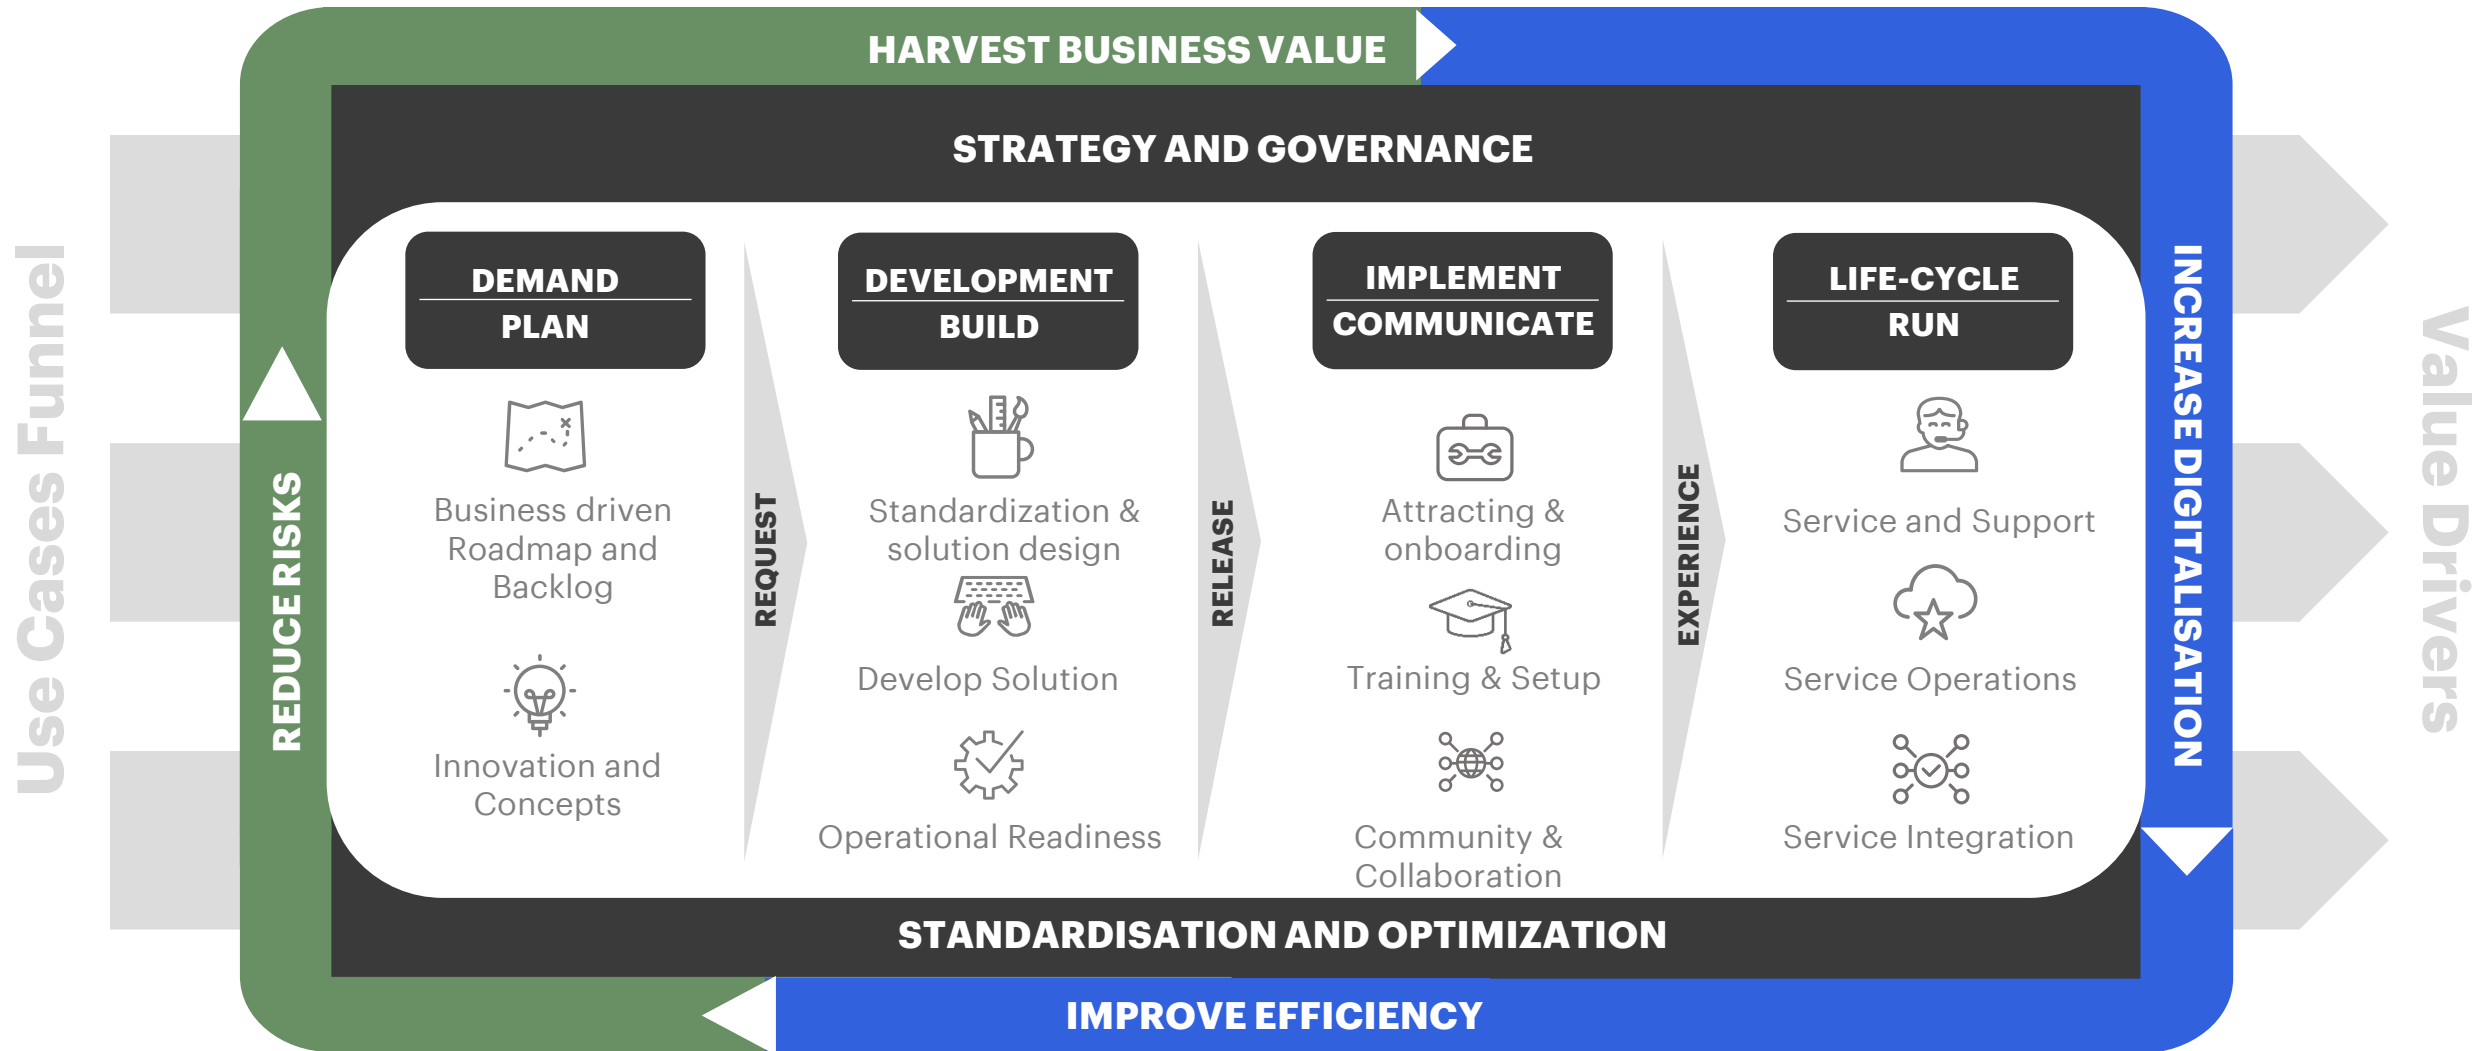 HARVEST BUSINESS VALUE
STRATEGY AND GOVERNANCE
Use Cases Funnel
REDUCE RISKS
DEMAND
PLAN
Business driven
Roadmap and
Backlog
Innovation and
Concepts
REQUEST
DEVELOPMENT
BUILD
Standardization &
solution design
Develop Solution
Operational Readiness
RELEASE
IMPLEMENT
COMMUNICATE
Attracting &
onboarding
Training & Setup
Community &
Collaboration
EXPERIENCE
LIFE-CYCLE
RUN
Service and Support
Service Operations
Service Integration
INCREASE DIGITALISATION
Value Drivers
STANDARDISATION AND OPTIMIZATION
IMPROVE EFFICIENCY